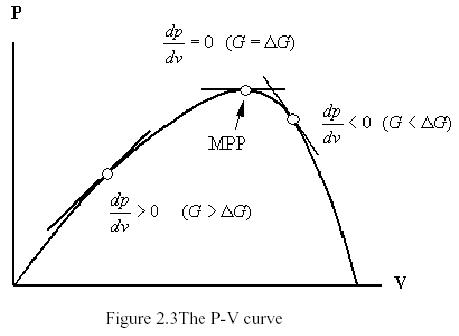 P
dp/dv = 0 (G = ΔG)
MPP
dp/dv < 0 (G < ΔG)
dp/dv > 0 (G > ΔG)
V
Figure 2.3The P-V curve